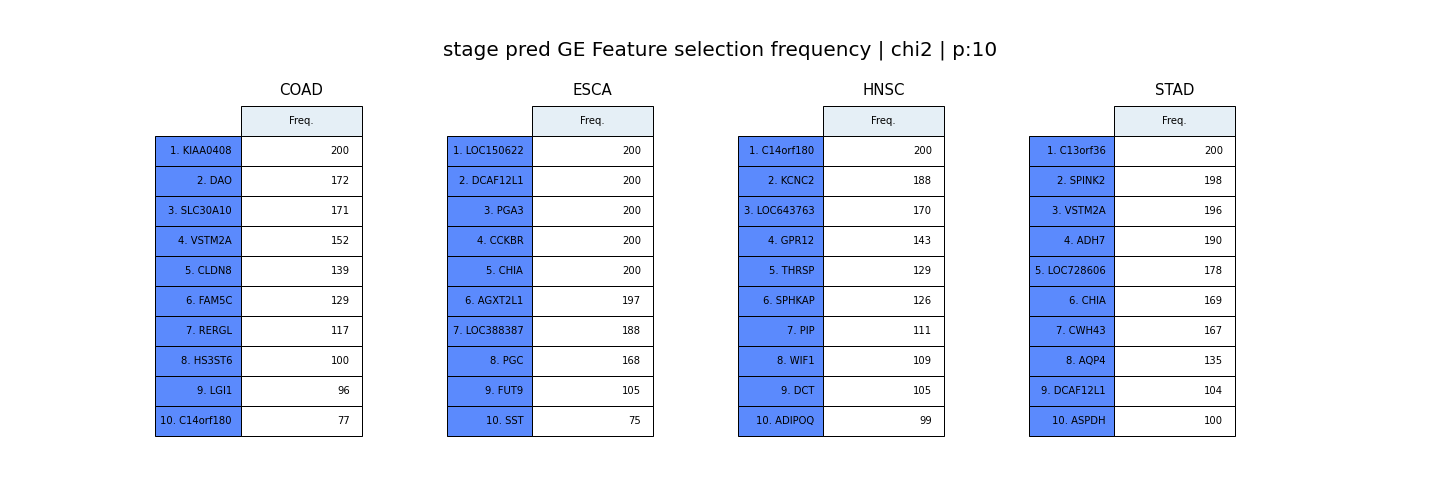 stage pred GE Feature selection frequency | chi2 | p:10
COAD
Freq.
1. KIAA0408 200
2. DAO 172
3. SLC30A10 171
4. VSTM2A 152
5. CLDN8 139
6. FAM5C 129
7. RERGL 117
8. HS3ST6 100
9. LGI1 96
10. C14orf180 77
ESCA
Freq.
1. LOC150622 200
2. DCAF12L1 200
3. PGA3 200
4. CCKBR 200
5. CHIA 200
6. AGXT2L1 197
7. LOC388387 188
8. PGC 168
9. FUT9 105
10. SST 75
HNSC
Freq.
1. C14orf180 200
2. KCNC2 188
3. LOC643763 170
4. GPR12 143
5. THRSP 129
6. SPHKAP 126
7. PIP 111
8. WIF1 109
9. DCT 105
10. ADIPOQ 99
STAD
Freq.
1. C13orf36 200
2. SPINK2 198
3. VSTM2A 196
4. ADH7 190
5. LOC728606 178
6. CHIA 169
7. CWH43 167
8. AQP4 135
9. DCAF12L1 104
10. ASPDH 100